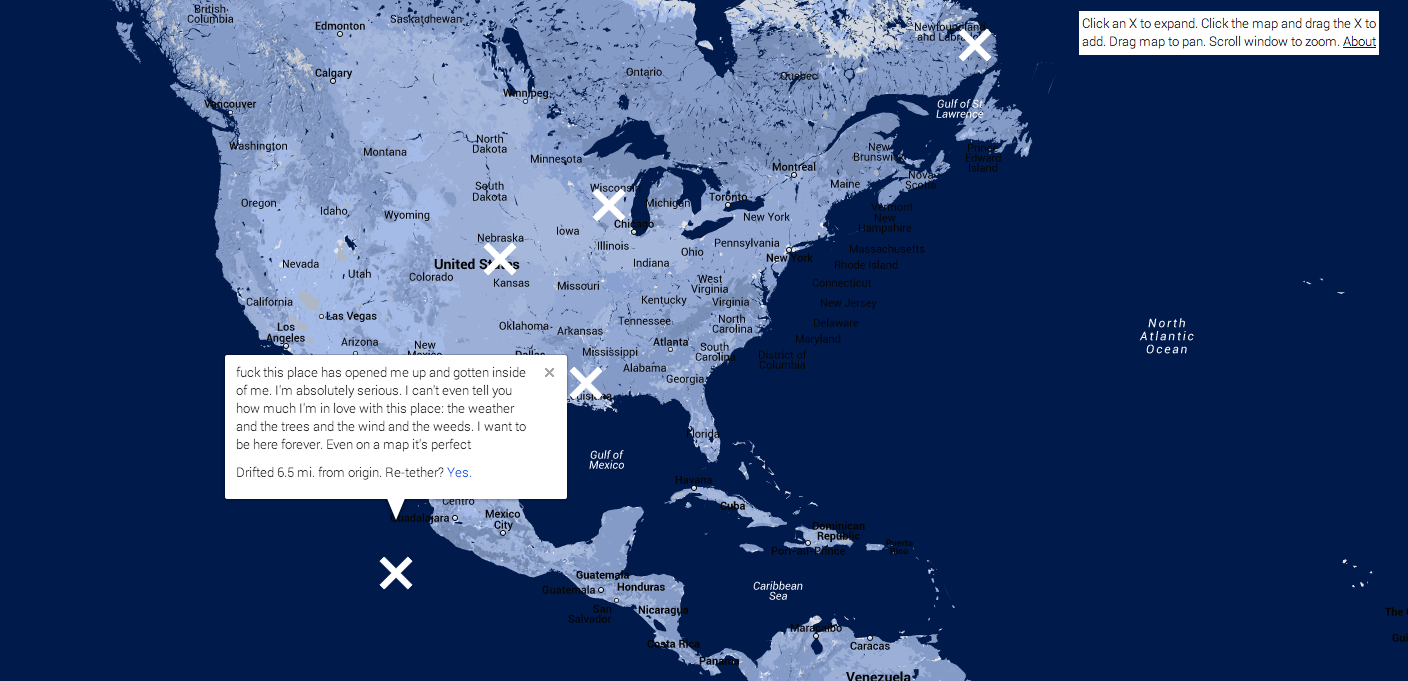 British
Columbia
Edmonton
Saskatchewan
Newfoundland
and Labr
Click an X to expand. Click the map and drag the X to
add. Drag map to pan. Scroll window to zoom. About
Calgary
Ontario
Quebec
Vancouver
Winnipeg
Gulf of St
Lawrence
Washington
Montana
North
Dakota
Minnesota
Montreal
New
Brunswick
Prince
Edward
Island
Oregon
Idaho
Wyoming
South
Dakota
Wisconsin
Michigan
Toronto
Maine
Nova
Scotia
Chicago
New York
Vermont
New
Hampshire
Nebraska
Iowa
Illinois
Ohio
Pennsylvania
Massachusetts
Nevada
Utah
Colorado
United States
Kansas
Missouri
Indiana
West
Virginia
New York
Rhode Island
Connecticut
California
Las Vegas
Kentucky
Virginia
New Jersey
Los
Angeles
Arizona
New
Mexico
Oklahoma
Arkansas
Tennessee
North
Carolina
Delaware
Maryland
North
Atlantic
Ocean
Dallas
Mississippi
Atlanta
South
Carolina
District of
Columbia
Alabama
Georgia
fuck this place has opened me up and gotten inside
of me. I'm absolutely serious. I can't even tell you
how much I'm in love with this place: the weather
and the trees and the wind and the weeds. I want to
be here forever. Even on a map it's perfect
Drifted 6.5 mi. from origin. Re-tether? Yes.
Louisiana
Florida
Gulf of
Mexico
Havana
Cuba
Centro
Guadalajara
Mexico
City
Dominican
Republic
Port-au-Prince
Puerto
Rico
Guatemala
Guatemala
Honduras
Caribbean
Sea
San
Salvador
Nicaragua
Costa Rica
Panama
Maracaibo
Caracas
Venezuela
The
Gui